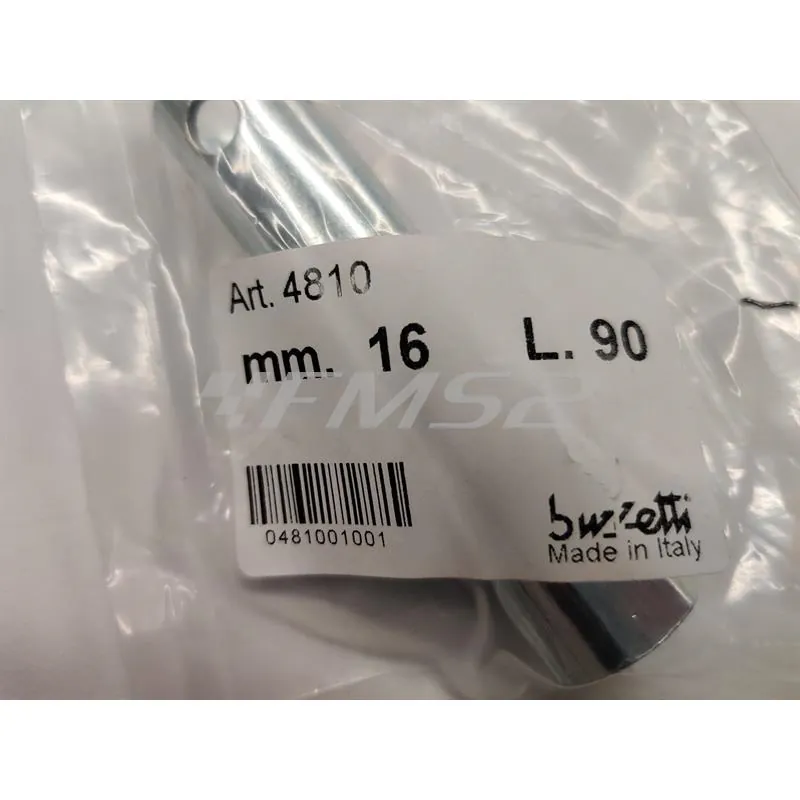 Art. 4810
mm. 16 L. 90
FMS2
0481001001
buzzetti
Made in Italy